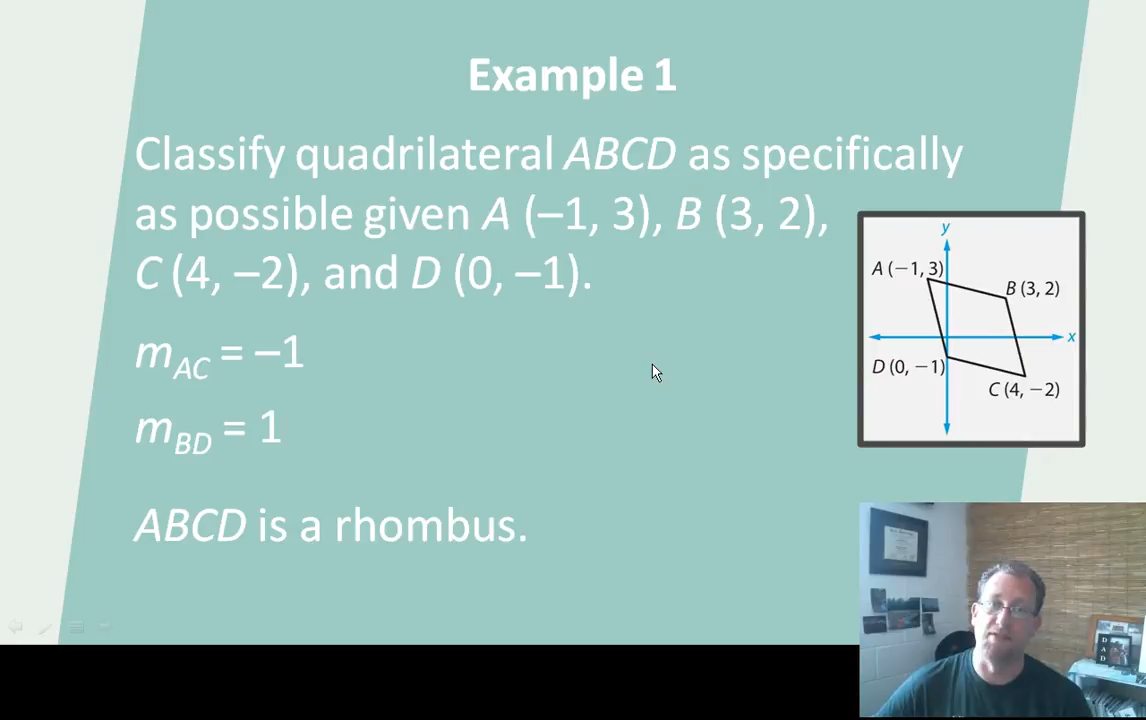 Example 1
Classify quadrilateral ABCD as specifically
as possible given A (–1, 3), B (3, 2),
C (4, –2), and D (0, –1).
m_AC = –1
m_BD = 1
ABCD is a rhombus.
y
A (−1, 3)
B (3, 2)
x
D (0, −1)
C (4, −2)
D
A
D